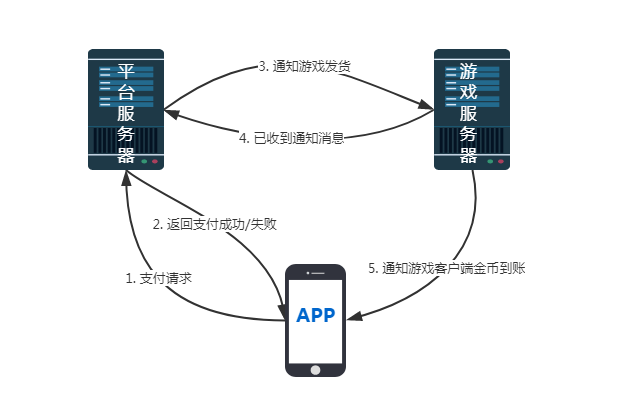 平台服务器
游戏服务器
3. 通知游戏发货
4. 已收到通知消息
2. 返回支付成功/失败
1. 支付请求
5. 通知游戏客户端金币到账
APP